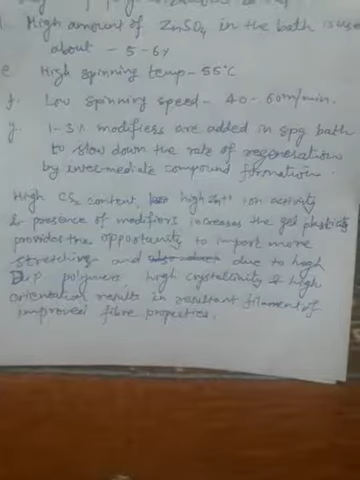 d. High amount of ZnSO4 in the bath is used
about - 5-6%
e High spinning temp - 55°C
f. Low spinning speed - 40-60m/min.
g. 1-3% modifiers are added in spg bath
to slow down the rate of regeneration
by intermediate compound formation.
High CS2 content, high Zn++ ion activity
& presence of modifiers increases the gel plasticity
provides the opportunity to impart more
stretching and due to high
D.P polymers, high crystallinity & high
orientation results in resultant filament of
improved fibre properties.